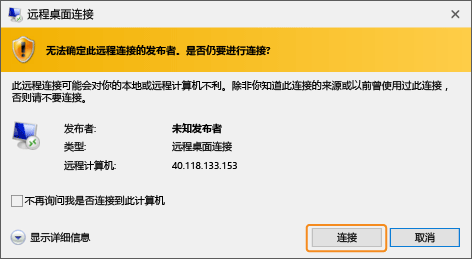 远程桌面连接
无法确定此远程连接的发布者。是否仍要进行连接?
此远程连接可能会对你的本地或远程计算机不利。除非你知道此连接的来源或以前曾使用过此连接，
否则请不要连接。
发布者: 未知发布者
类型: 远程桌面连接
远程计算机: 40.118.133.153
不再询问我是否连接到此计算机
显示详细信息 连接 取消